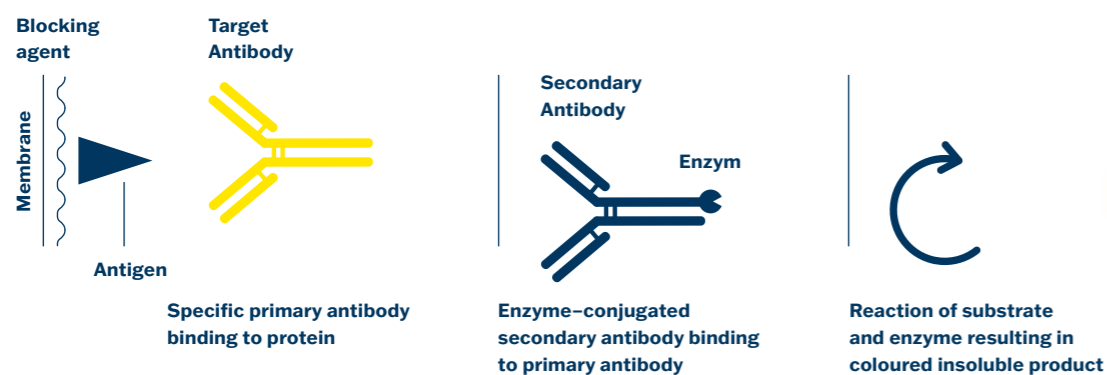 Blocking
agent
Target
Antibody
Membrane
Antigen
Specific primary antibody
binding to protein
Secondary
Antibody
Enzym
Enzyme–conjugated
secondary antibody binding
to primary antibody
Reaction of substrate
and enzyme resulting in
coloured insoluble product